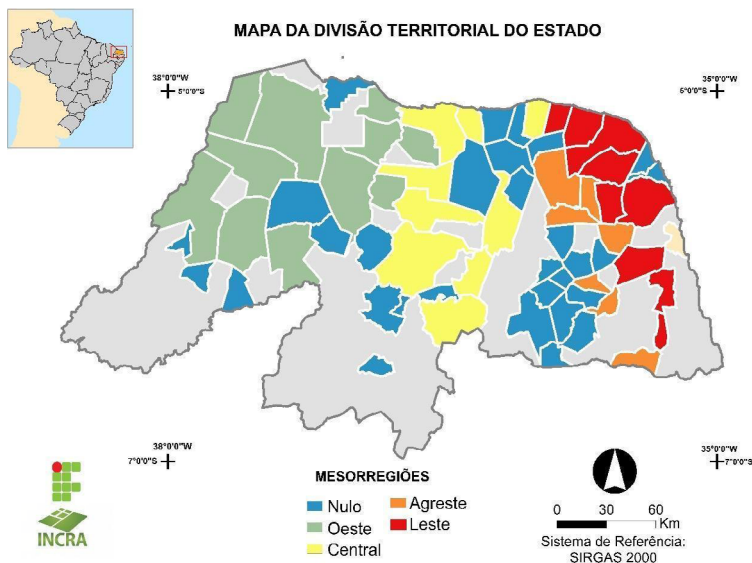 MAPA DA DIVISÃO TERRITORIAL DO ESTADO
38°0'0"W
5°0'0"S
35°0'0"W
6°0'0"S
38°0'0"W
7°0'0"S
35°0'0"W
7°0'0"S
MESORREGIÕES
Nulo
Oeste
Central
Agreste
Leste
INCRA
0 30 60
Km
Sistema de Referência:
SIRGAS 2000